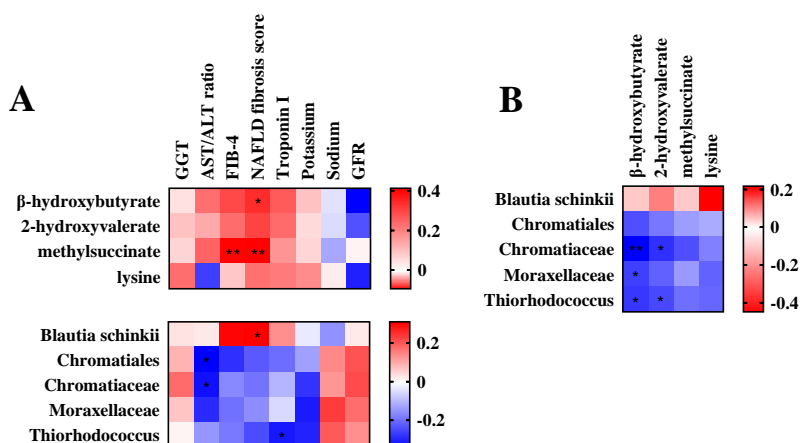 A
GGT
AST/ALT ratio
FIB-4
NAFLD fibrosis score
Troponin I
Potassium
Sodium
GFR
β-hydroxybutyrate
*
2-hydroxyvalerate
methylsuccinate
** **
lysine
0.4
0.2
0
Blautia schinkii
*
Chromatiales
*
Chromatiaceae
*
Moraxellaceae
Thiorhodococcus
*
0.2
0
-0.2
B
β-hydroxybutyrate
2-hydroxyvalerate
methylsuccinate
lysine
Blautia schinkii
Chromatiales
Chromatiaceae
** *
Moraxellaceae
*
Thiorhodococcus
* *
0.2
0
-0.2
-0.4